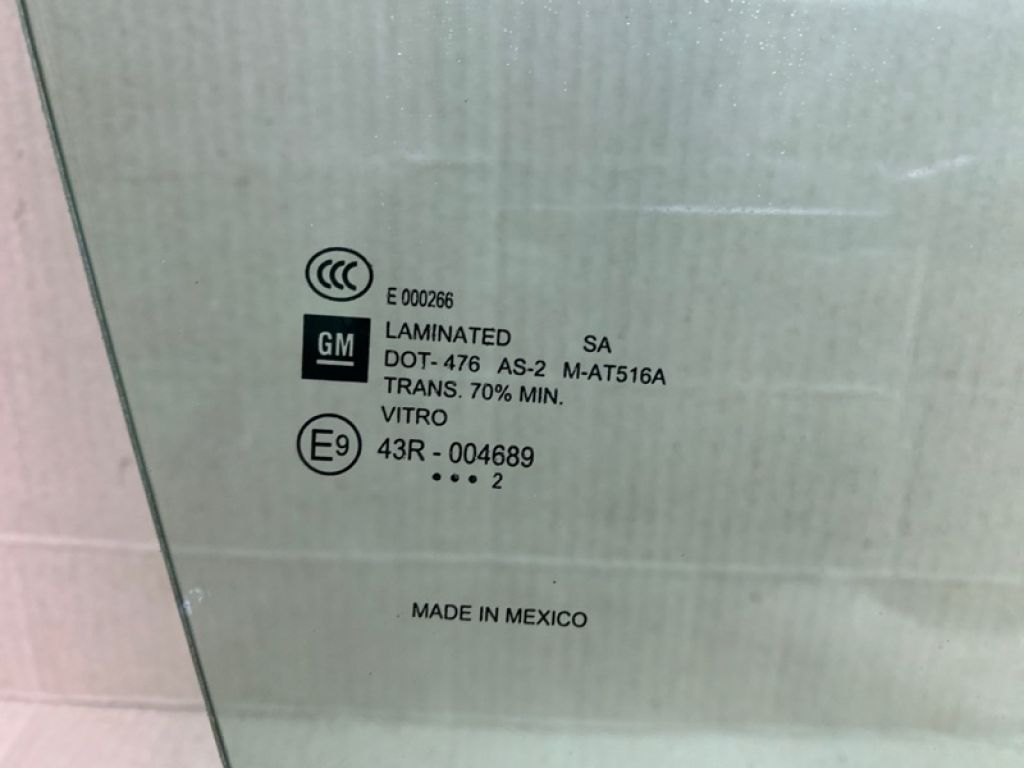 CCC
E 000266
GM
LAMINATED SA
DOT- 476 AS-2 M-AT516A
TRANS. 70% MIN.
VITRO
E9 43R - 004689
••• 2
MADE IN MEXICO